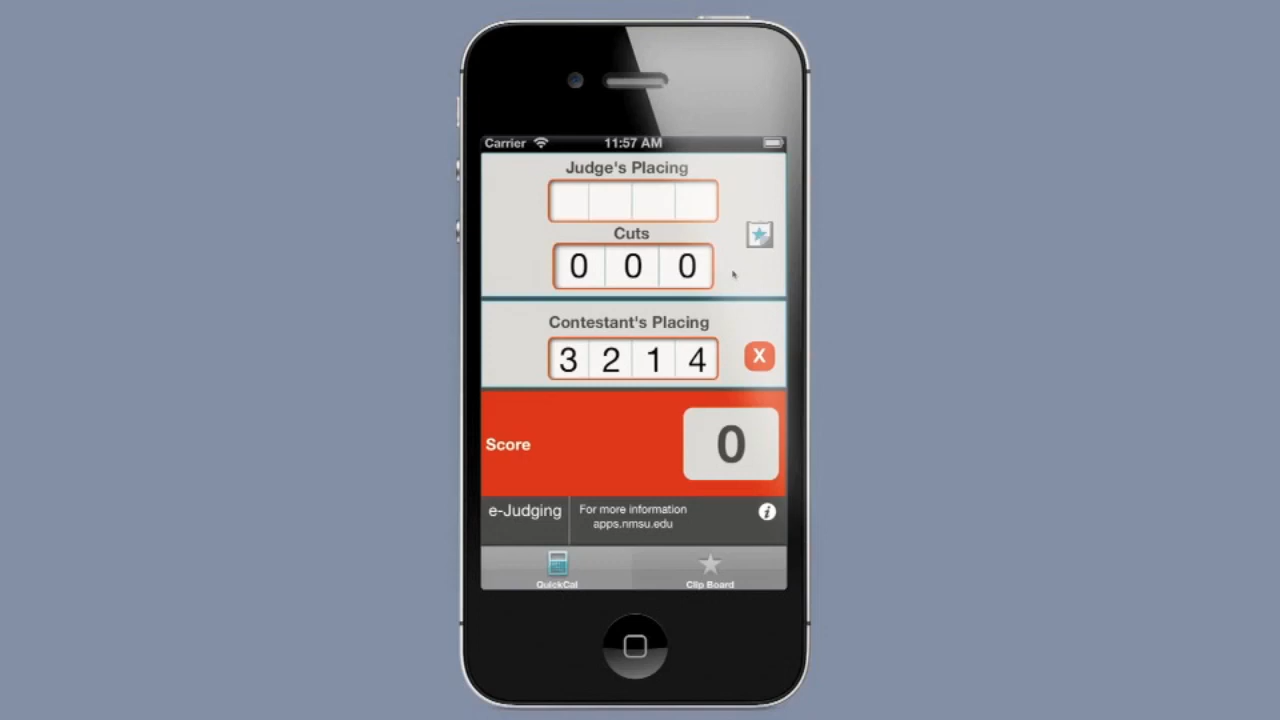 Carrier 11:57 AM
Judge's Placing
Cuts
0 0 0
Contestant's Placing
3 2 1 4 X
Score 0
e-Judging
For more information
apps.nmsu.edu
i
QuickCal Clip Board